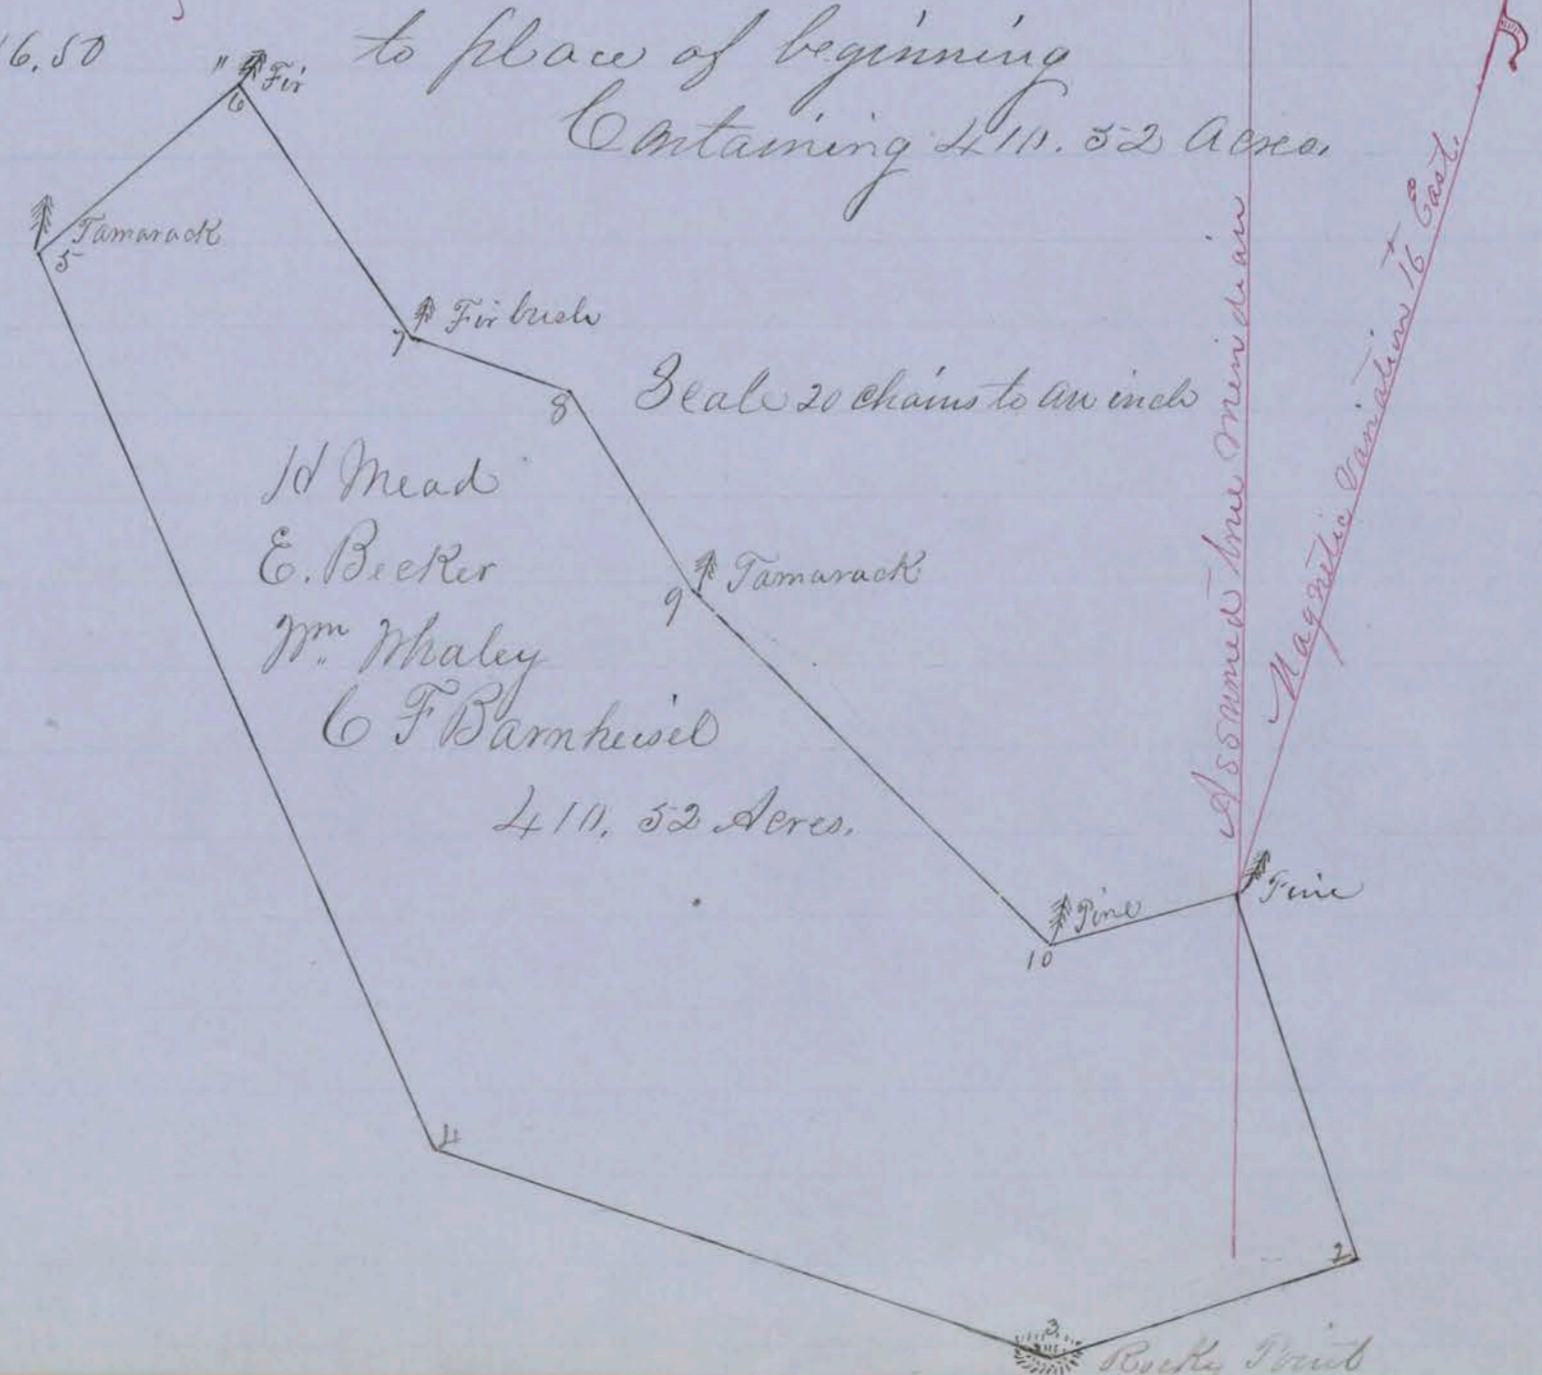 16.50 " Fir to place of beginning
6
Containing 410.52 Acres.
Tamarack
5
Fir bush
7
8
Scale 20 chains to an inch
H Mead
E. Becker
Wm Whaley
C F Barnheisel
410.52 Acres.
9
Tamarack
Assumed true meridian
Magnetic variation 16 East.
Pine
Pine
10
4
2
3
Rocky Point